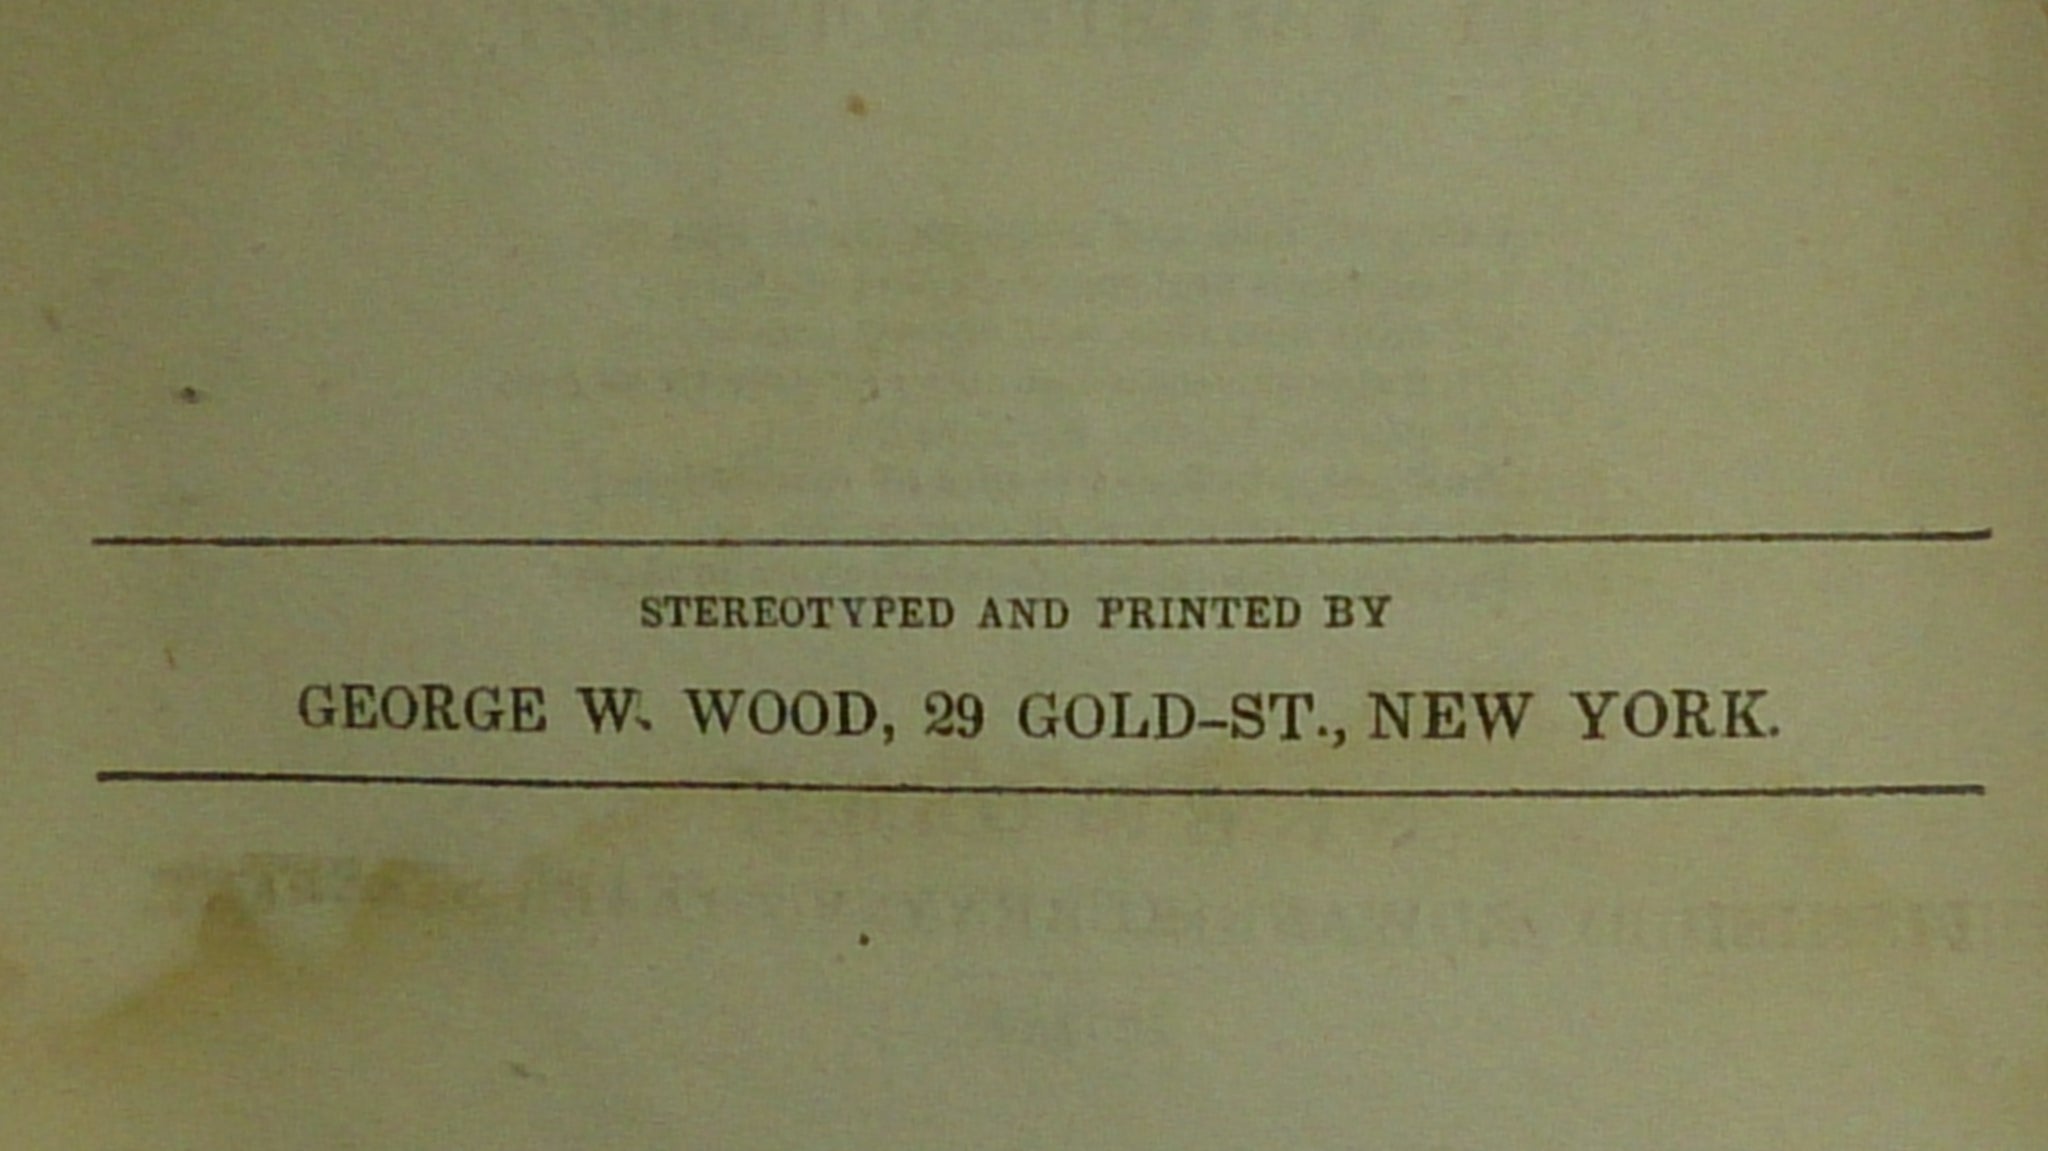 STEREOTYPED AND PRINTED BY
GEORGE W. WOOD, 29 GOLD-ST., NEW YORK.